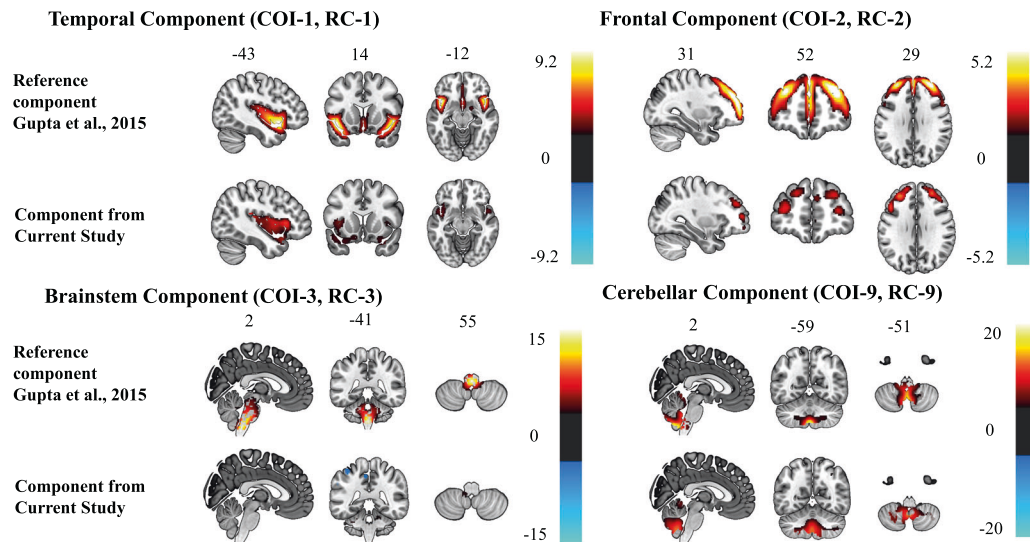 Temporal Component (COI-1, RC-1)
-43 14 -12
Reference
component
Gupta et al., 2015
9.2
0
-9.2
Component from
Current Study
Frontal Component (COI-2, RC-2)
31 52 29
5.2
0
-5.2
Brainstem Component (COI-3, RC-3)
2 -41 55
Reference
component
Gupta et al., 2015
15
0
-15
Component from
Current Study
Cerebellar Component (COI-9, RC-9)
2 -59 -51
20
0
-20